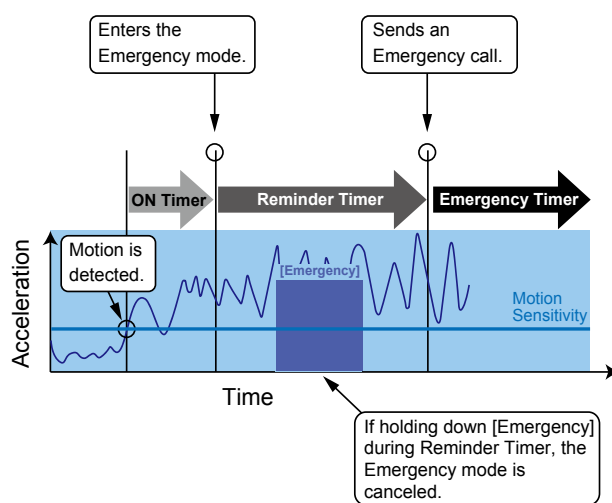 Enters the
Emergency mode.
Sends an
Emergency call.
ON Timer
Reminder Timer
Emergency Timer
Motion is
detected.
[Emergency]
Motion
Sensitivity
Acceleration
Time
If holding down [Emergency]
during Reminder Timer, the
Emergency mode is
canceled.